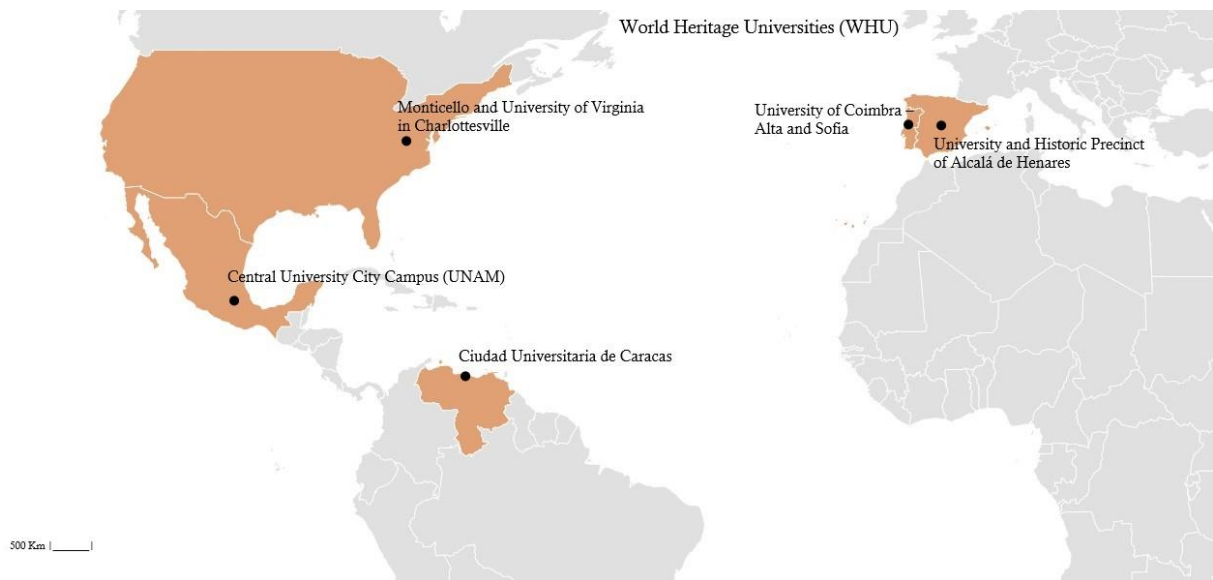 World Heritage Universities (WHU)
Monticello and University of Virginia
in Charlottesville
University of Coimbra –
Alta and Sofia
University and Historic Precinct
of Alcalá de Henares
Central University City Campus (UNAM)
Ciudad Universitaria de Caracas
500 Km |______|